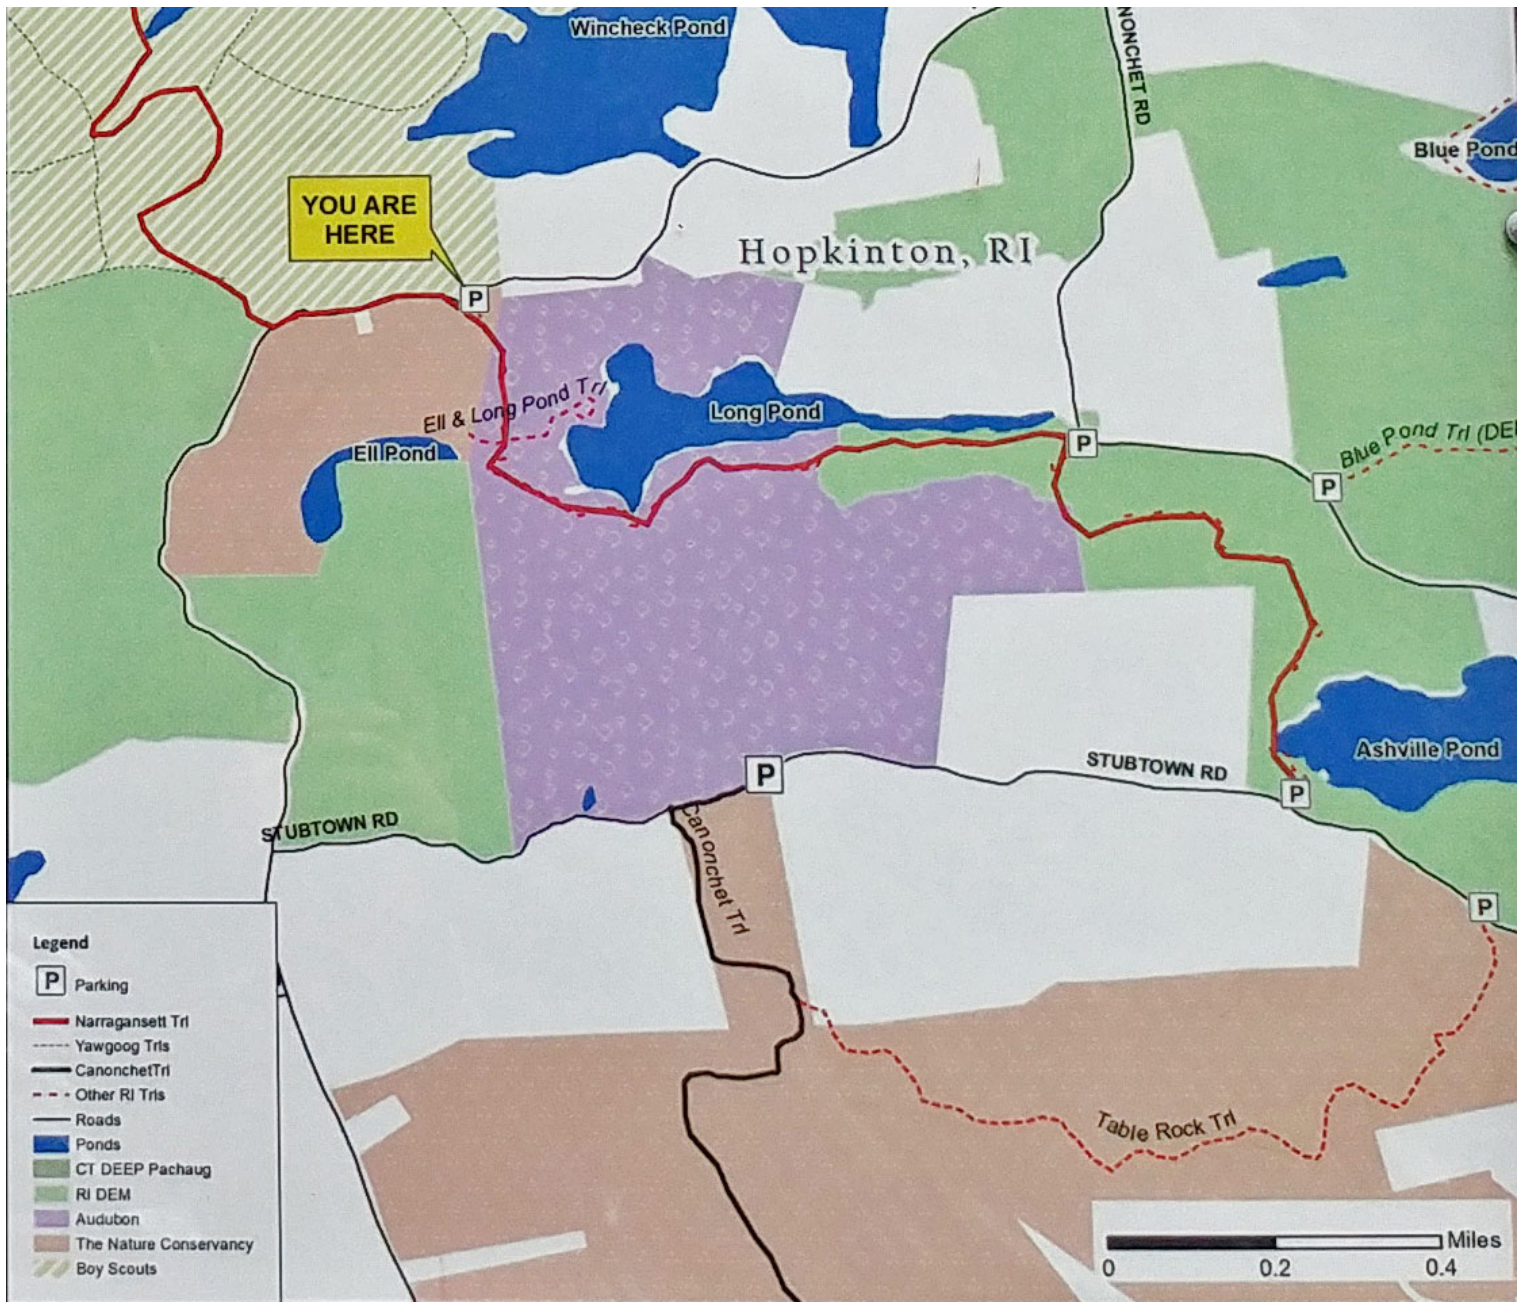 Wincheck Pond
NONCHET RD
Blue Pond
YOU ARE
HERE
Hopkinton, RI
P
Ell & Long Pond Trl
Long Pond
Ell Pond
P
Blue Pond Trl (DE
P
STUBTOWN RD
Ashville Pond
P
P
STUBTOWN RD
Canonchet Trl
P
Table Rock Trl
Legend
P Parking
Narragansett Trl
Yawgoog Trls
CanonchetTrl
Other RI Trls
Roads
Ponds
CT DEEP Pachaug
RI DEM
Audubon
The Nature Conservancy
Boy Scouts
Miles
0 0.2 0.4